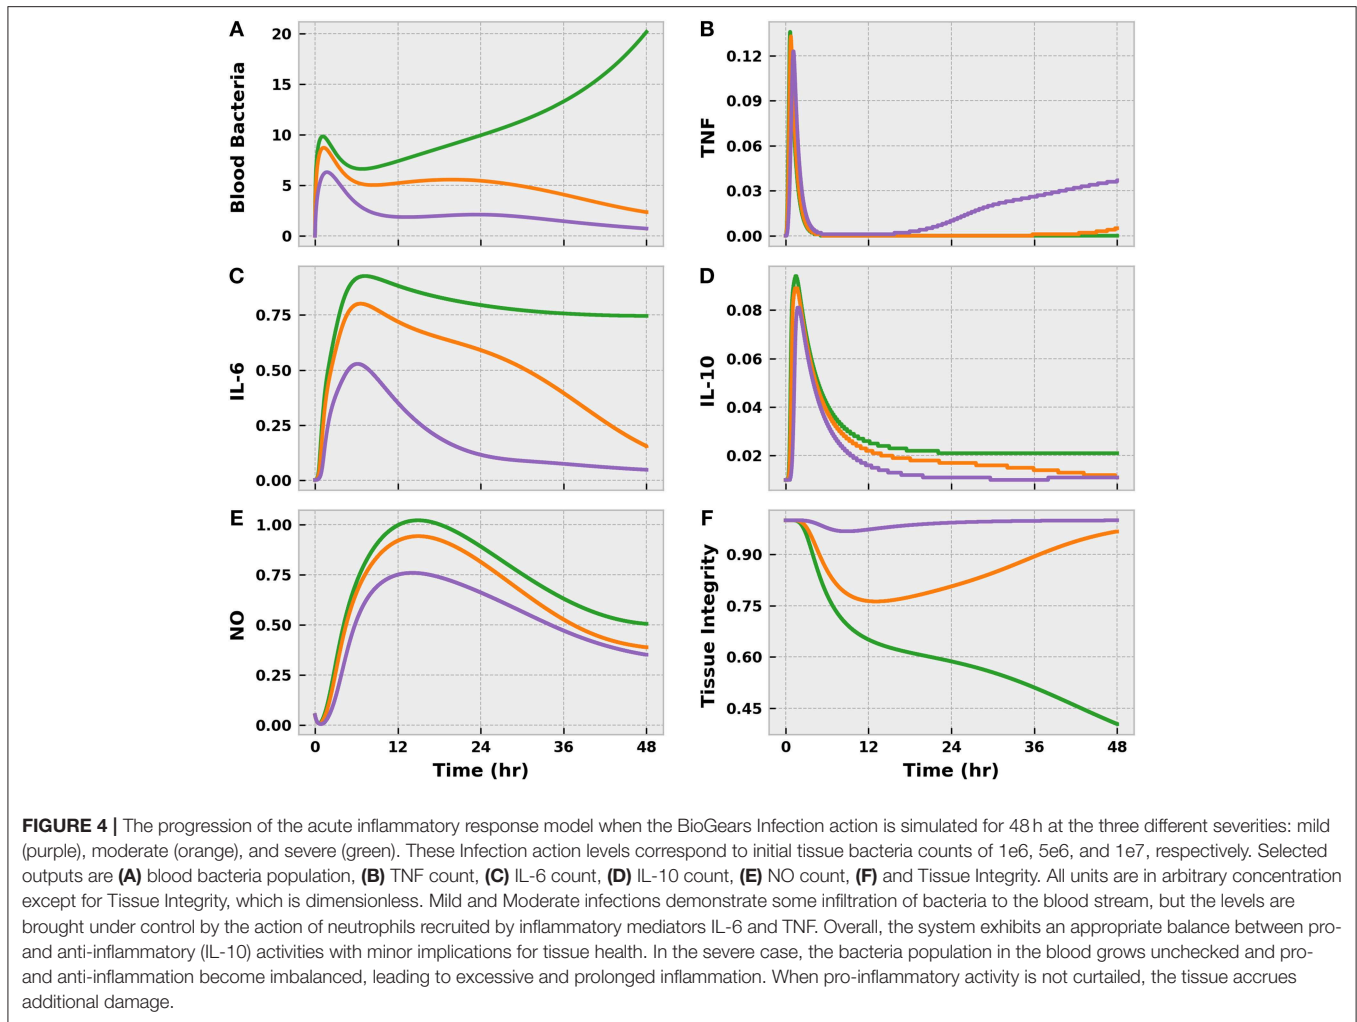 A
B
20
15
10
5
0
Blood Bacteria
0.12
0.09
0.06
0.03
0.00
TNF
C
D
0.75
0.50
0.25
0.00
IL-6
0.08
0.06
0.04
0.02
IL-10
E
F
1.00
0.75
0.50
0.25
0.00
NO
0 12 24 36 48
Time (hr)
0.90
0.75
0.60
0.45
Tissue Integrity
0 12 24 36 48
Time (hr)
FIGURE 4 | The progression of the acute inflammatory response model when the BioGears Infection action is simulated for 48 h at the three different severities: mild
(purple), moderate (orange), and severe (green). These Infection action levels correspond to initial tissue bacteria counts of 1e6, 5e6, and 1e7, respectively. Selected
outputs are (A) blood bacteria population, (B) TNF count, (C) IL-6 count, (D) IL-10 count, (E) NO count, (F) and Tissue Integrity. All units are in arbitrary concentration
except for Tissue Integrity, which is dimensionless. Mild and Moderate infections demonstrate some infiltration of bacteria to the blood stream, but the levels are
brought under control by the action of neutrophils recruited by inflammatory mediators IL-6 and TNF. Overall, the system exhibits an appropriate balance between pro-
and anti-inflammatory (IL-10) activities with minor implications for tissue health. In the severe case, the bacteria population in the blood grows unchecked and pro-
and anti-inflammation become imbalanced, leading to excessive and prolonged inflammation. When pro-inflammatory activity is not curtailed, the tissue accrues
additional damage.